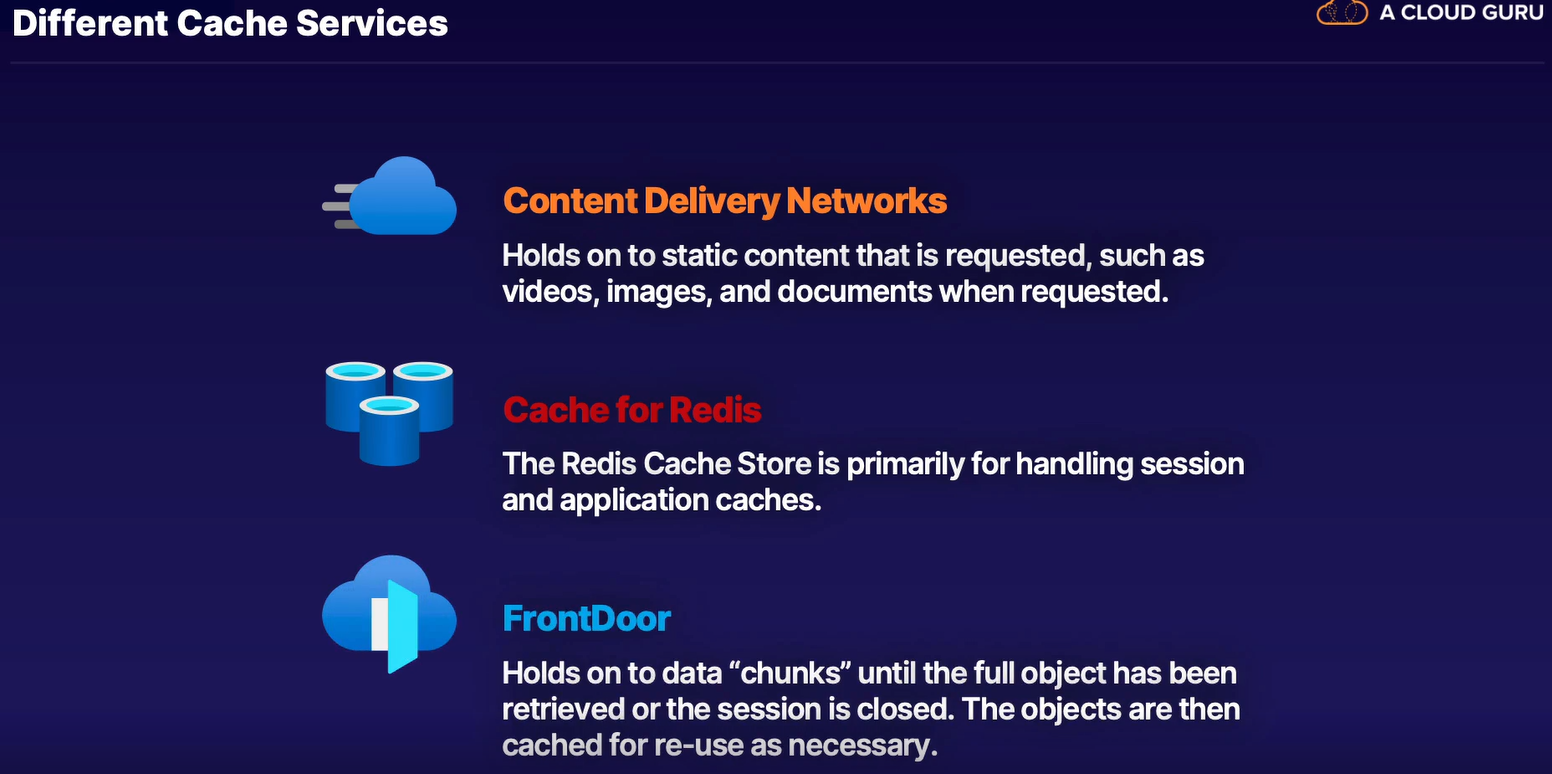 Different Cache Services
A CLOUD GURU
Content Delivery Networks
Holds on to static content that is requested, such as
videos, images, and documents when requested.
Cache for Redis
The Redis Cache Store is primarily for handling session
and application caches.
FrontDoor
Holds on to data “chunks” until the full object has been
retrieved or the session is closed. The objects are then
cached for re-use as necessary.